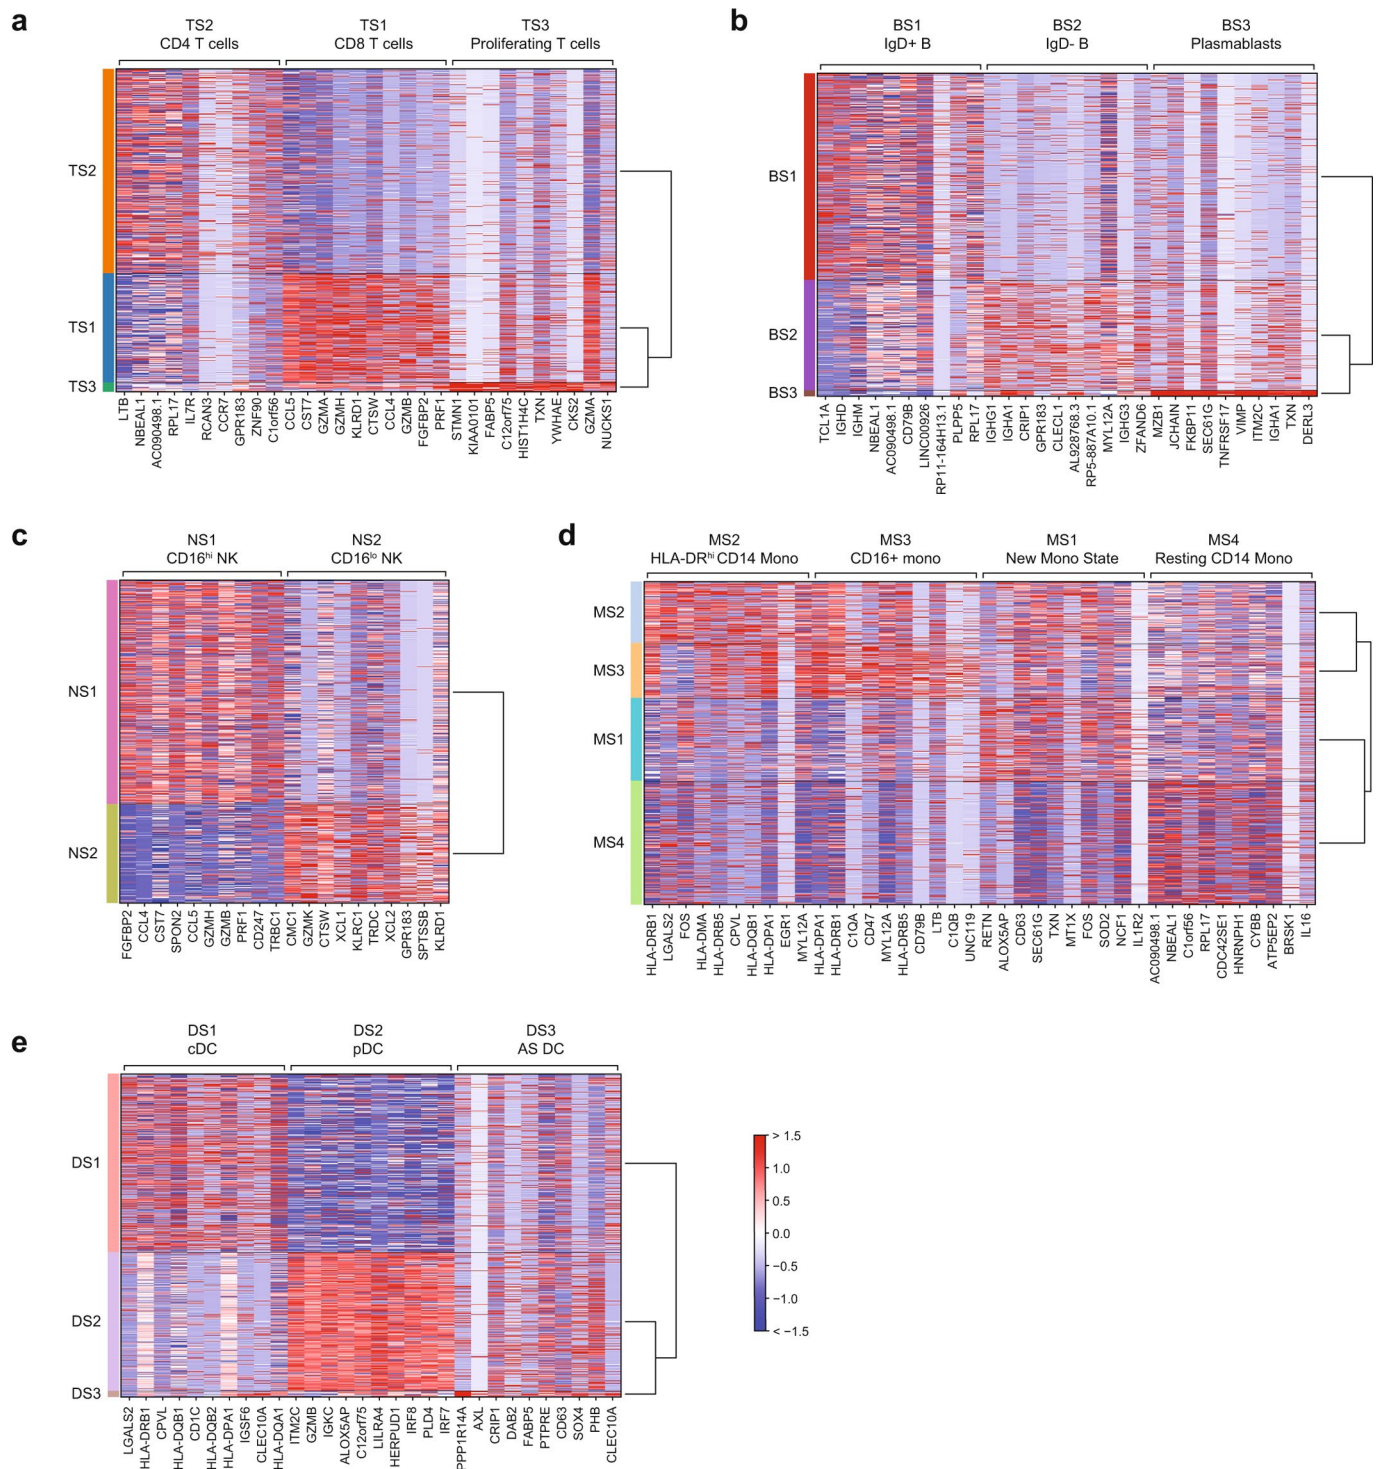 a
TS2 TS1 TS3
CD4 T cells CD8 T cells Proliferating T cells
TS2
TS1
TS3
LTB NBEAL1 AC090498.1 RPL17 IL7R RCAN3 CCR7 GPR183 ZNF90 C1orf56 CCL5 CST7 GZMA GZMH KLRD1 CTSW CCL4 GZMB FGFBP2 PRF1 STMN1 KIAA0101 FABP5 C12orf75 HIST1H4C TXN YWHAE CKS2 GZMA NUCKS1
b
BS1 BS2 BS3
IgD+ B IgD- B Plasmablasts
BS1
BS2
BS3
TCL1A IGHD IGHM NBEAL1 AC090498.1 CD79B LINC00926 RP11-164H13.1 PLPP5 RPL17 IGHG1 IGHA1 CRIP1 GPR183 CLECL1 AL928768.3 RP5-887A10.1 MYL12A IGHG3 ZFAND6 MZB1 JCHAIN FKBP11 SEC61G TNFRSF17 VIMP ITM2C IGHA1 TXN DERL3
c
NS1 NS2
CD16hi NK CD16lo NK
NS1
NS2
FGFBP2 CCL4 CST7 SPON2 CCL5 GZMH GZMB PRF1 CD247 TRBC1 CMC1 GZMK CTSW XCL1 KLRC1 TRDC XCL2 GPR183 SPTSSB KLRD1
d
MS2 MS3 MS1 MS4
HLA-DRhi CD14 Mono CD16+ mono New Mono State Resting CD14 Mono
MS2
MS3
MS1
MS4
HLA-DRB1 LGALS2 FOS HLA-DMA HLA-DRB5 CPVL HLA-DQB1 HLA-DPA1 EGR1 MYL12A HLA-DPA1 HLA-DRB1 C1QA CD47 MYL12A HLA-DRB5 CD79B LTB C1QB UNC119 RETN ALOX5AP CD63 SEC61G TXN MT1X FOS SOD2 NCF1 IL1R2 AC090498.1 NBEAL1 C1orf56 RPL17 CDC42SE1 HNRNPH1 CYBB ATP5EP2 BRSK1 IL16
e
DS1 DS2 DS3
cDC pDC AS DC
DS1
DS2
DS3
LGALS2 HLA-DRB1 CPVL HLA-DQB1 CD1C HLA-DQB2 HLA-DPA1 IGSF6 CLEC10A HLA-DQA1 ITM2C GZMB IGKC ALOX5AP C12orf75 LILRA4 HERPUD1 IRF8 PLD4 IRF7 PPP1R14A AXL CRIP1 DAB2 FABP5 PTPRE CD63 SOX4 PHB CLEC10A
> 1.5
1.0
0.5
0.0
−0.5
−1.0
< −1.5